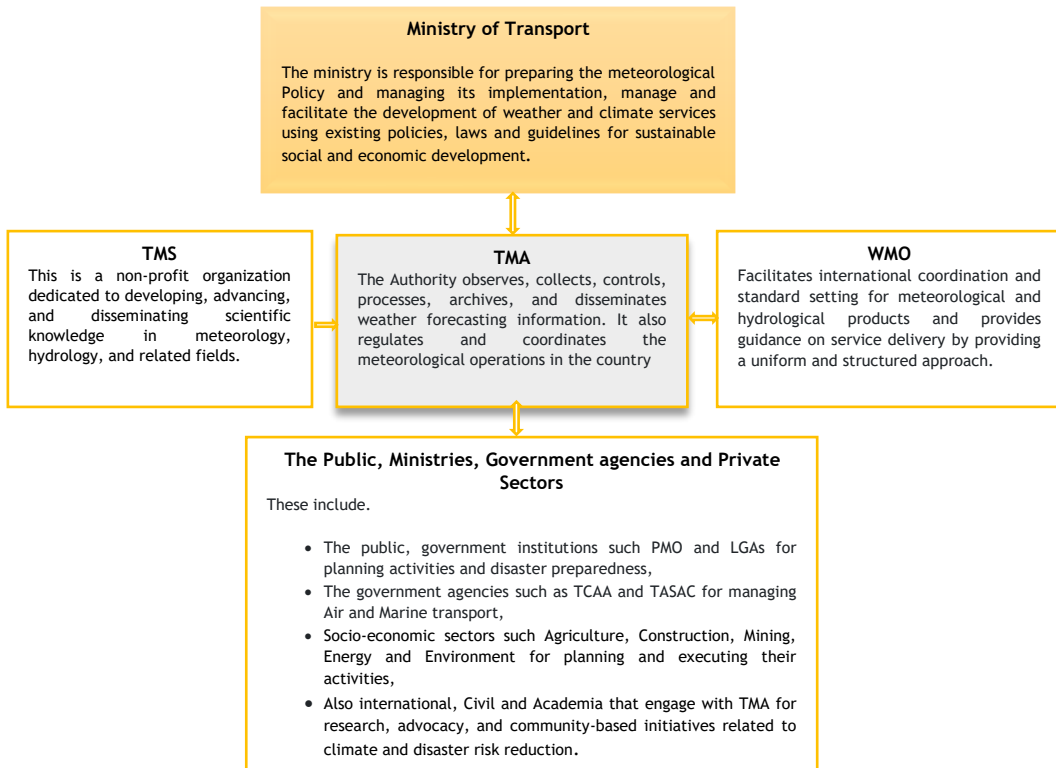 Ministry of Transport
The ministry is responsible for preparing the meteorological
Policy and managing its implementation, manage and
facilitate the development of weather and climate services
using existing policies, laws and guidelines for sustainable
social and economic development.
TMS
This is a non-profit organization
dedicated to developing, advancing,
and disseminating scientific
knowledge in meteorology,
hydrology, and related fields.
TMA
The Authority observes, collects, controls,
processes, archives, and disseminates
weather forecasting information. It also
regulates and coordinates the
meteorological operations in the country
WMO
Facilitates international coordination and
standard setting for meteorological and
hydrological products and provides
guidance on service delivery by providing
a uniform and structured approach.
The Public, Ministries, Government agencies and Private
Sectors
These include.
• The public, government institutions such PMO and LGAs for
planning activities and disaster preparedness,
• The government agencies such as TCAA and TASAC for managing
Air and Marine transport,
• Socio-economic sectors such Agriculture, Construction, Mining,
Energy and Environment for planning and executing their
activities,
• Also international, Civil and Academia that engage with TMA for
research, advocacy, and community-based initiatives related to
climate and disaster risk reduction.